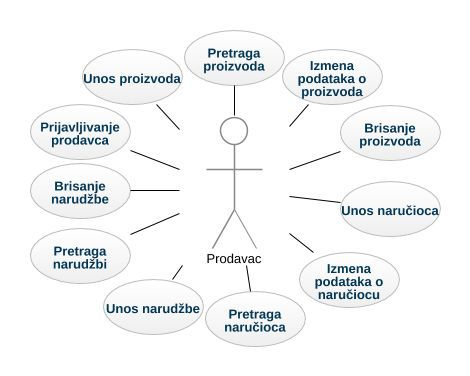 Pretraga
proizvoda
Izmena
podataka o
proizvoda
Unos proizvoda
Prijavljivanje
prodavca
Brisanje
proizvoda
Brisanje
narudžbe
Unos naručioca
Pretraga
narudžbi
Prodavac
Izmena
podataka o
naručiocu
Unos narudžbe
Pretraga
naručioca